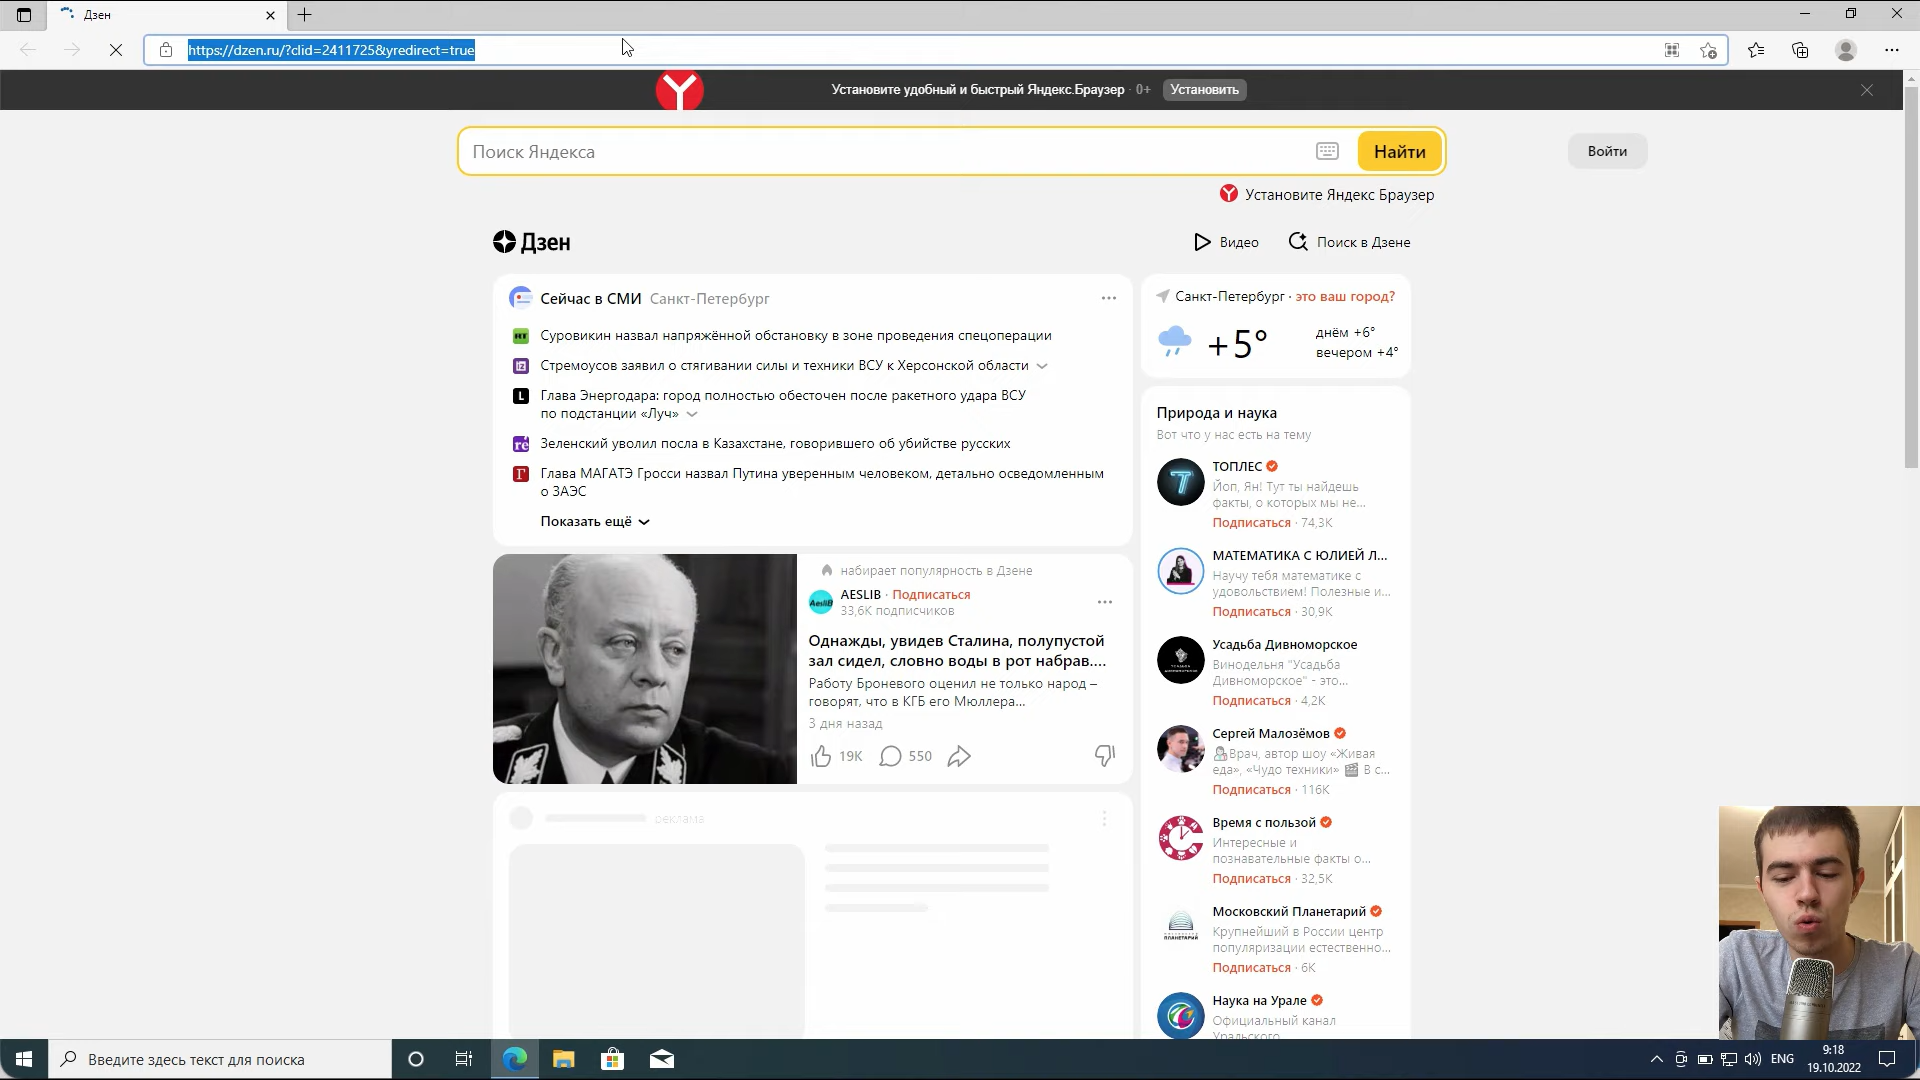 Дзен
https://dzen.ru/?clid=2411725&yredirect=true
Установите удобный и быстрый Яндекс.Браузер · 0+
Установить
Поиск Яндекса
Найти
Войти
Установите Яндекс Браузер
Дзен
Видео
Поиск в Дзене
Сейчас в СМИ Санкт-Петербург
Суровикин назвал напряжённой обстановку в зоне проведения спецоперации
Стремоусов заявил о стягивании силы и техники ВСУ к Херсонской области
Глава Энергодара: город полностью обесточен после ракетного удара ВСУ
по подстанции «Луч»
Зеленский уволил посла в Казахстане, говорившего об убийстве русских
Глава МАГАТЭ Гросси назвал Путина уверенным человеком, детально осведомленным
о ЗАЭС
Показать ещё
набирает популярность в Дзене
AESLIB · Подписаться
33,6K подписчиков
Однажды, увидев Сталина, полупустой
зал сидел, словно воды в рот набрав....
Работу Броневого оценил не только народ –
говорят, что в КГБ его Мюллера...
3 дня назад
19K
550
реклама
Санкт-Петербург · это ваш город?
+5°
днём +6°
вечером +4°
Природа и наука
Вот что у нас есть на тему
ТОПЛЕС
Йоп, Ян! Тут ты найдешь
факты, о которых мы не...
Подписаться · 74,3K
МАТЕМАТИКА С ЮЛИЕЙ Л...
Научу тебя математике с
удовольствием! Полезные и...
Подписаться · 30,9K
Усадьба Дивноморское
Винодельня "Усадьба
Дивноморское" - это...
Подписаться · 4,2K
Сергей Малозёмов
Врач, автор шоу «Живая
еда», «Чудо техники» В с...
Подписаться · 116K
Время с пользой
Интересные и
познавательные факты о...
Подписаться · 32,5K
Московский Планетарий
Крупнейший в России центр
популяризации естественно...
Подписаться · 6K
Наука на Урале
Официальный канал
Уральского
Введите здесь текст для поиска
ENG
9:18
19.10.2022